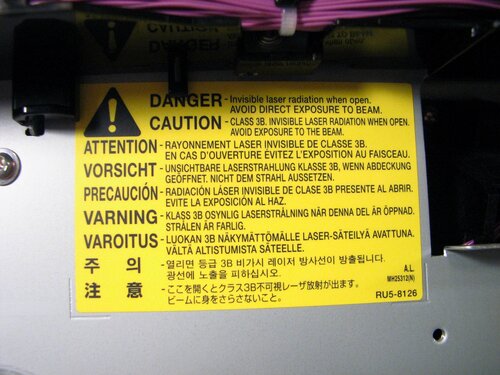 DANGER - Invisible laser radiation when open.
AVOID DIRECT EXPOSURE TO BEAM.
CAUTION - CLASS 3B. INVISIBLE LASER RADIATION WHEN OPEN.
AVOID EXPOSURE TO THE BEAM.
ATTENTION - RAYONNEMENT LASER INVISIBLE DE CLASSE 3B.
EN CAS D'OUVERTURE ÉVITEZ L'EXPOSITION AU FAISCEAU.
VORSICHT - UNSICHTBARE LASERSTRAHLUNG KLASSE 3B, WENN ABDECKUNG
GEÖFFNET. NICHT DEM STRAHL AUSSETZEN.
PRECAUCIÓN - RADIACIÓN LÁSER INVISIBLE DE CLASE 3B PRESENTE AL ABRIR.
EVITE LA EXPOSICIÓN AL HAZ.
VARNING - KLASS 3B OSYNLIG LASERSTRÅLNING NÄR DENNA DEL ÄR ÖPPNAD.
STRÅLEN ÄR FARLIG.
VAROITUS - LUOKAN 3B NÄKYMÄTTÖMÄLLE LASER-SÄTEILYÄ AVATTUNA.
VÄLTÄ ALTISTUMISTA SÄTEELLE.
주 의 - 열리면 등급 3B 비가시 레이저 방사선이 방출됩니다.
광선에 노출을 피하십시오.
注 意 - ここを開くとクラス3B不可視レーザ放射が出ます。
ビームに身をさらさないこと。
A.L.
MH25312(N)
RU5-8126